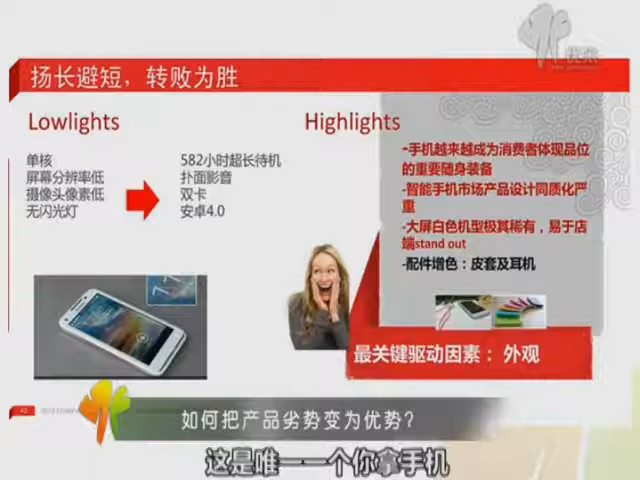 优米
扬长避短，转败为胜
Lowlights
单核
屏幕分辨率低
摄像头像素低
无闪光灯
582小时超长待机
扑面影音
双卡
安卓4.0
Highlights
-手机越来越成为消费者体现品位
的重要随身装备
-智能手机市场产品设计同质化严
重
-大屏白色机型极其稀有，易于店
端stand out
-配件增色：皮套及耳机
最关键驱动因素： 外观
如何把产品劣势变为优势?
这是唯一一个你拿手机